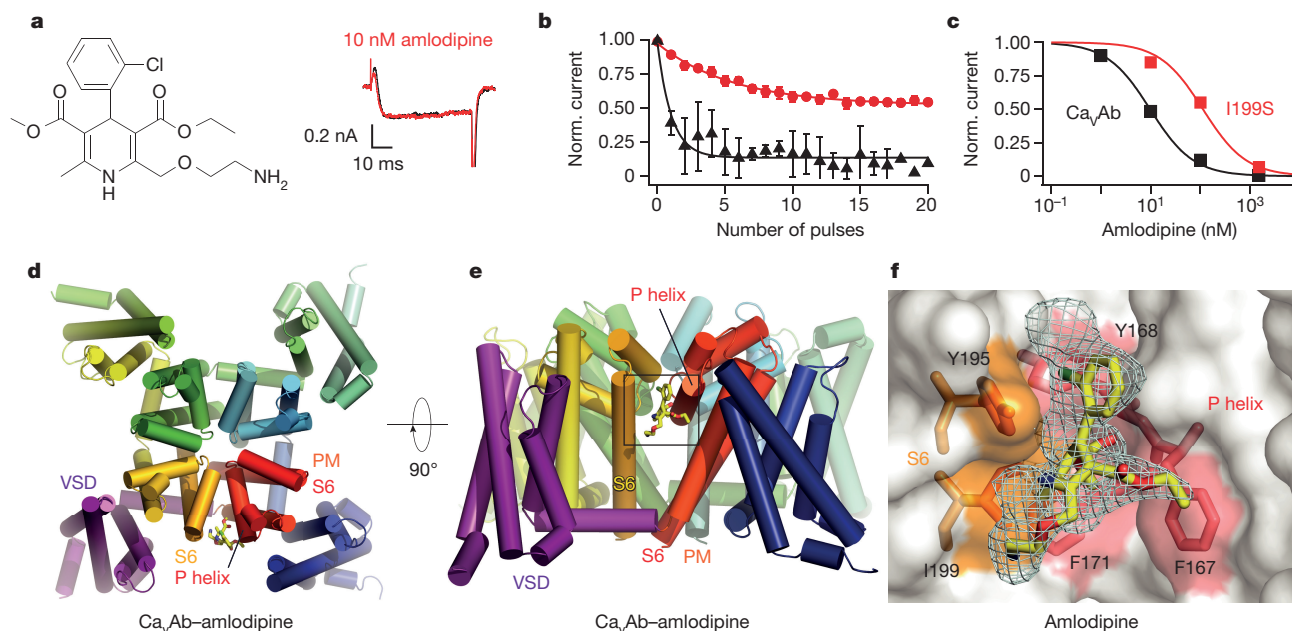 a
Cl
O
O
O
O
N
H
O
NH2
10 nM amlodipine
0.2 nA
10 ms
b
Norm. current
1.00
0.75
0.50
0.25
0
0 5 10 15 20
Number of pulses
c
Norm. current
1.00
0.75
0.50
0.25
0
CaVAb
I199S
10–1 101 103
Amlodipine (nM)
d
VSD
PM
S6
S6
P helix
CaVAb–amlodipine
90°
e
P helix
S6
VSD
S6
PM
CaVAb–amlodipine
f
Y168
Y195
P helix
S6
I199
F171
F167
Amlodipine